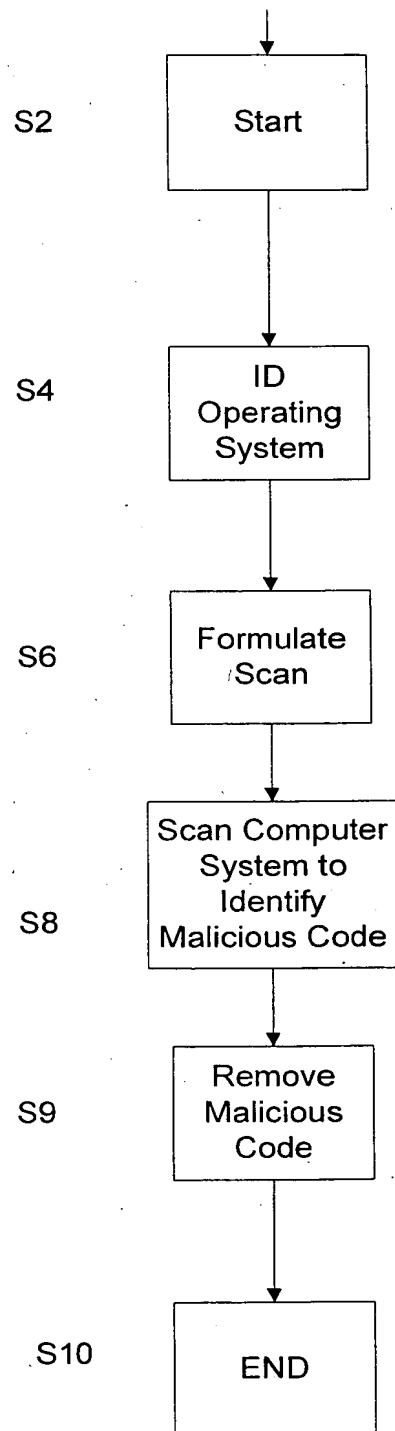 S2
Start
S4
ID
Operating
System
S6
Formulate
Scan
S8
Scan Computer
System to
Identify
Malicious Code
S9
Remove
Malicious
Code
S10
END